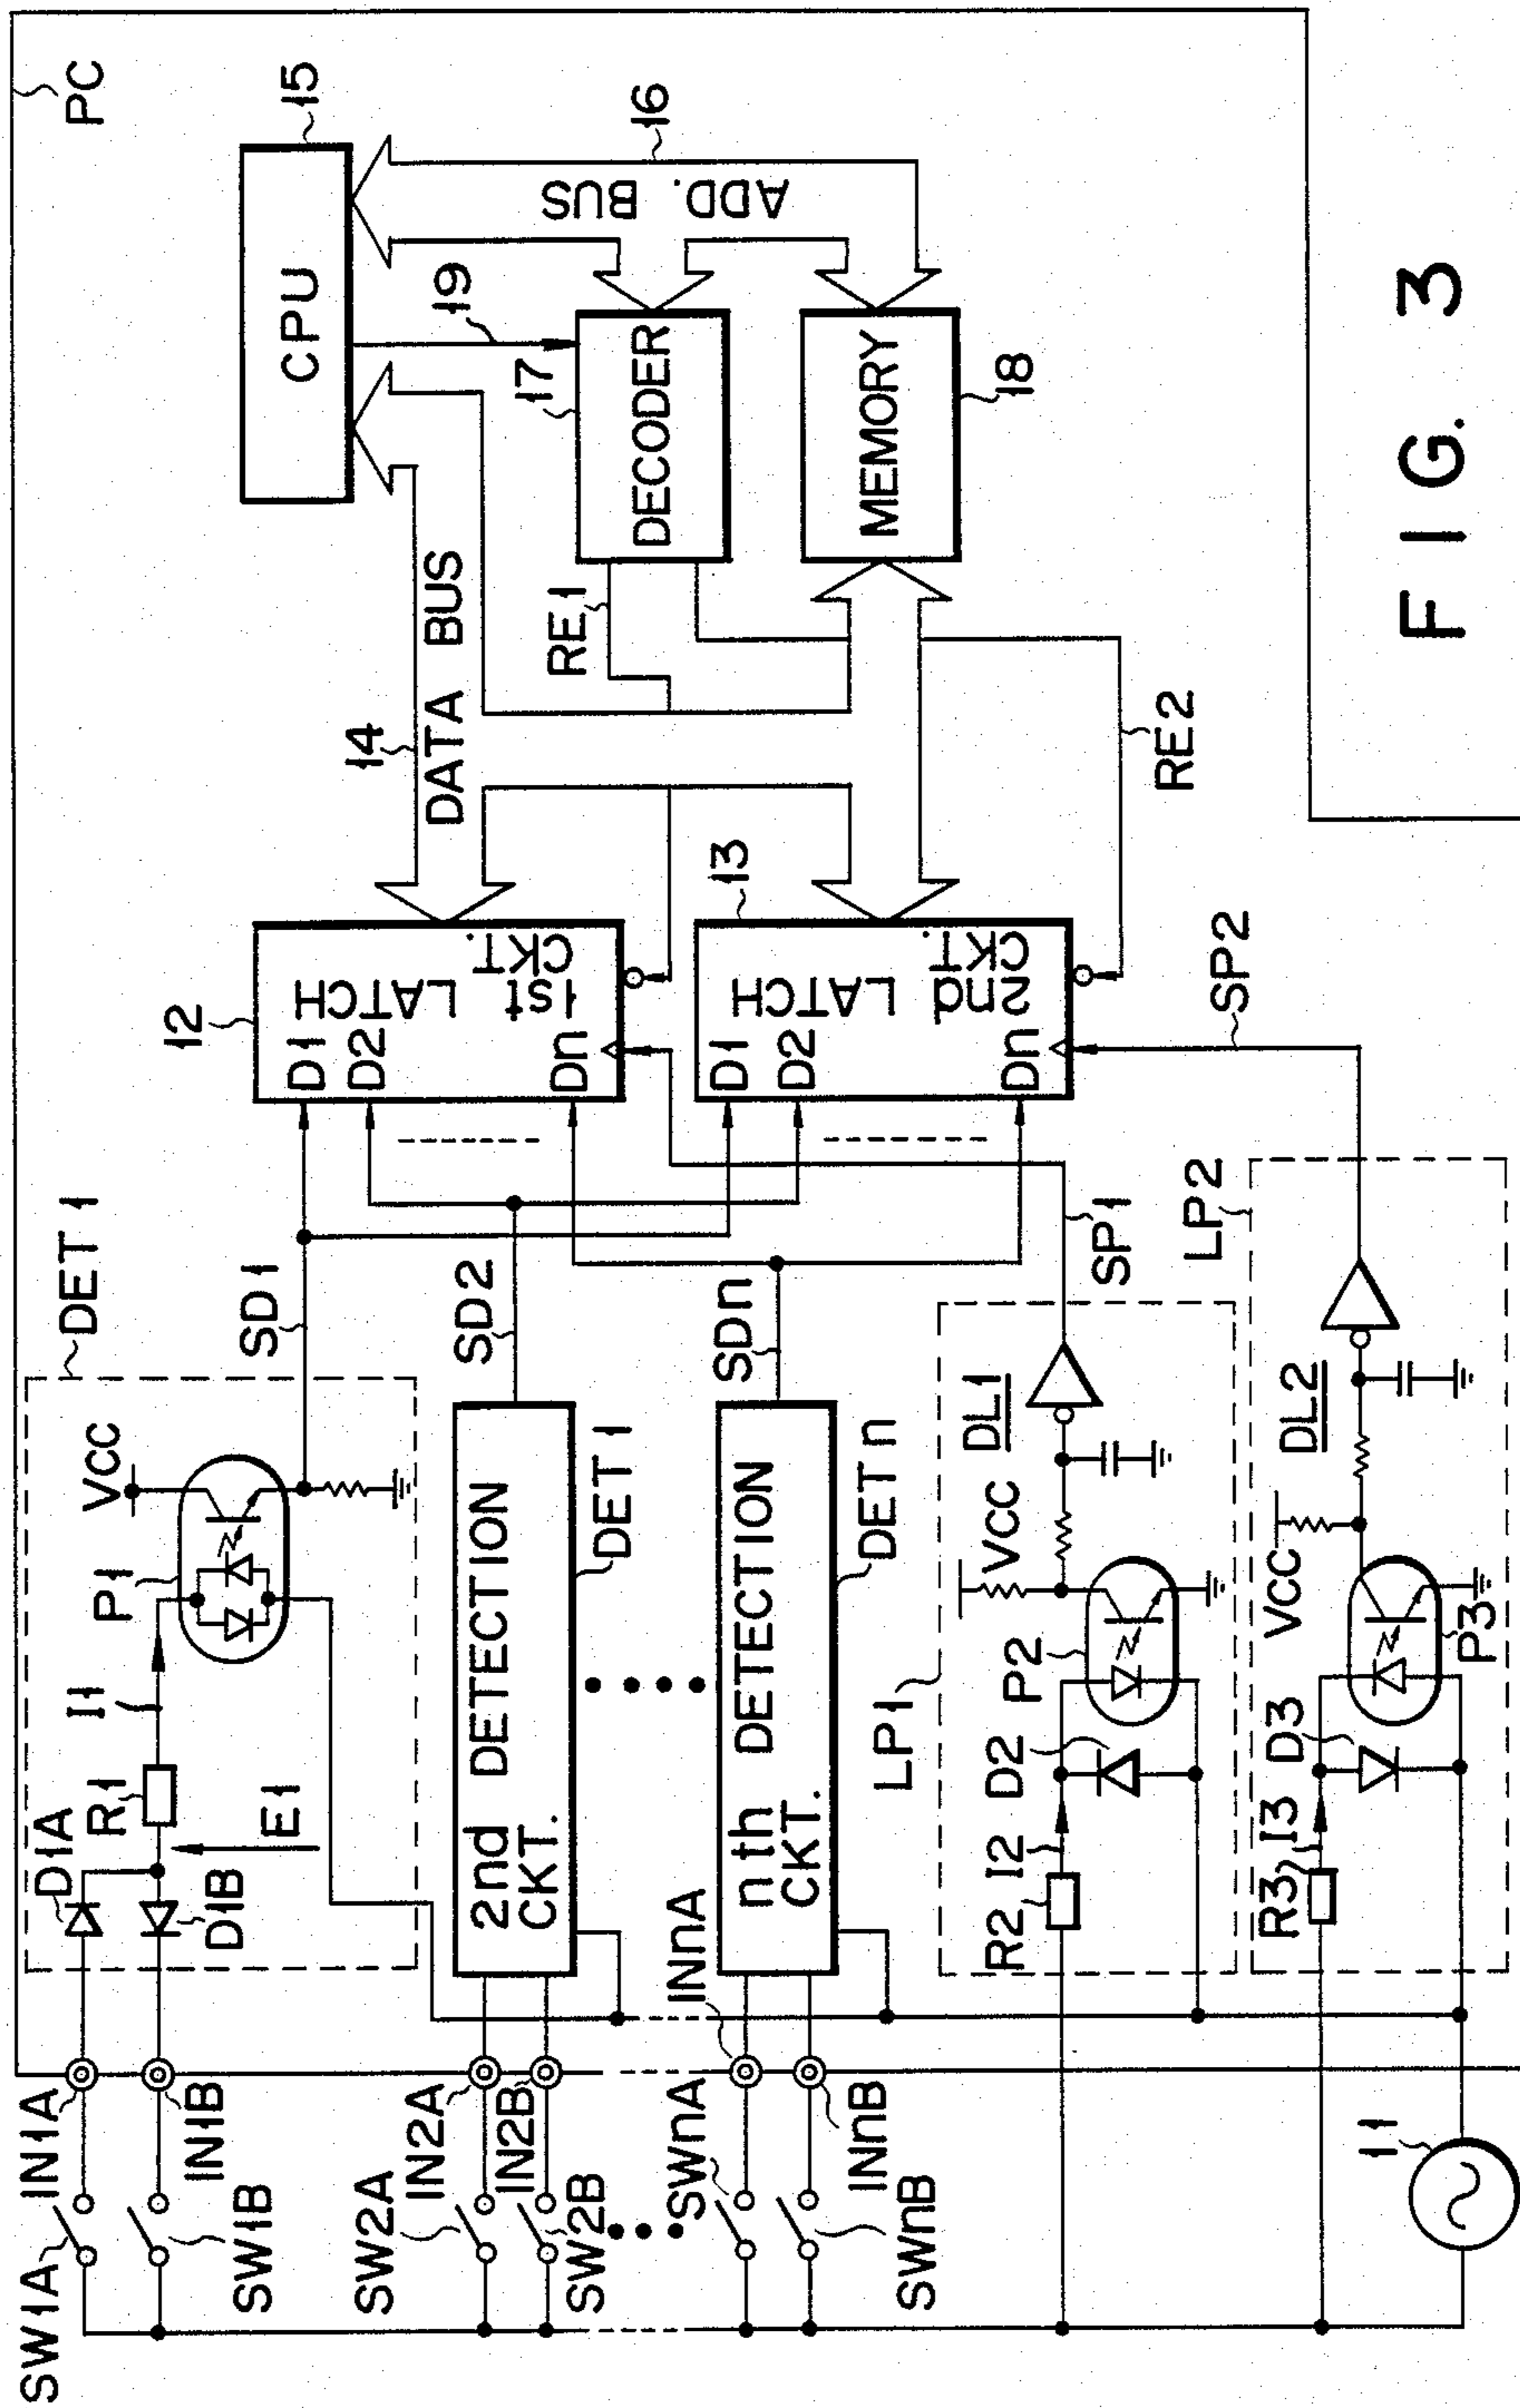 PC
CPU
15
16
ADD. BUS
19
17
DECODER
MEMORY
18
14
DATA BUS
RE1
RE2
12
D1
D2
Dn
1st LATCH CKT.
13
D1
D2
Dn
2nd LATCH CKT.
SP2
SP1
DET1
SD1
VCC
P1
I1
R1
E1
D1A
D1B
SD2
2nd DETECTION
CKT.
DET1
SDn
n th DETECTION
CKT.
DETn
LP1
DL1
VCC
P2
D2
I2
R2
LP2
DL2
VCC
P3
D3
I3
R3
IN1A
IN1B
IN2A
IN2B
INnA
INnB
SW1A
SW1B
SW2A
SW2B
SWnA
SWnB
11
FIG. 3